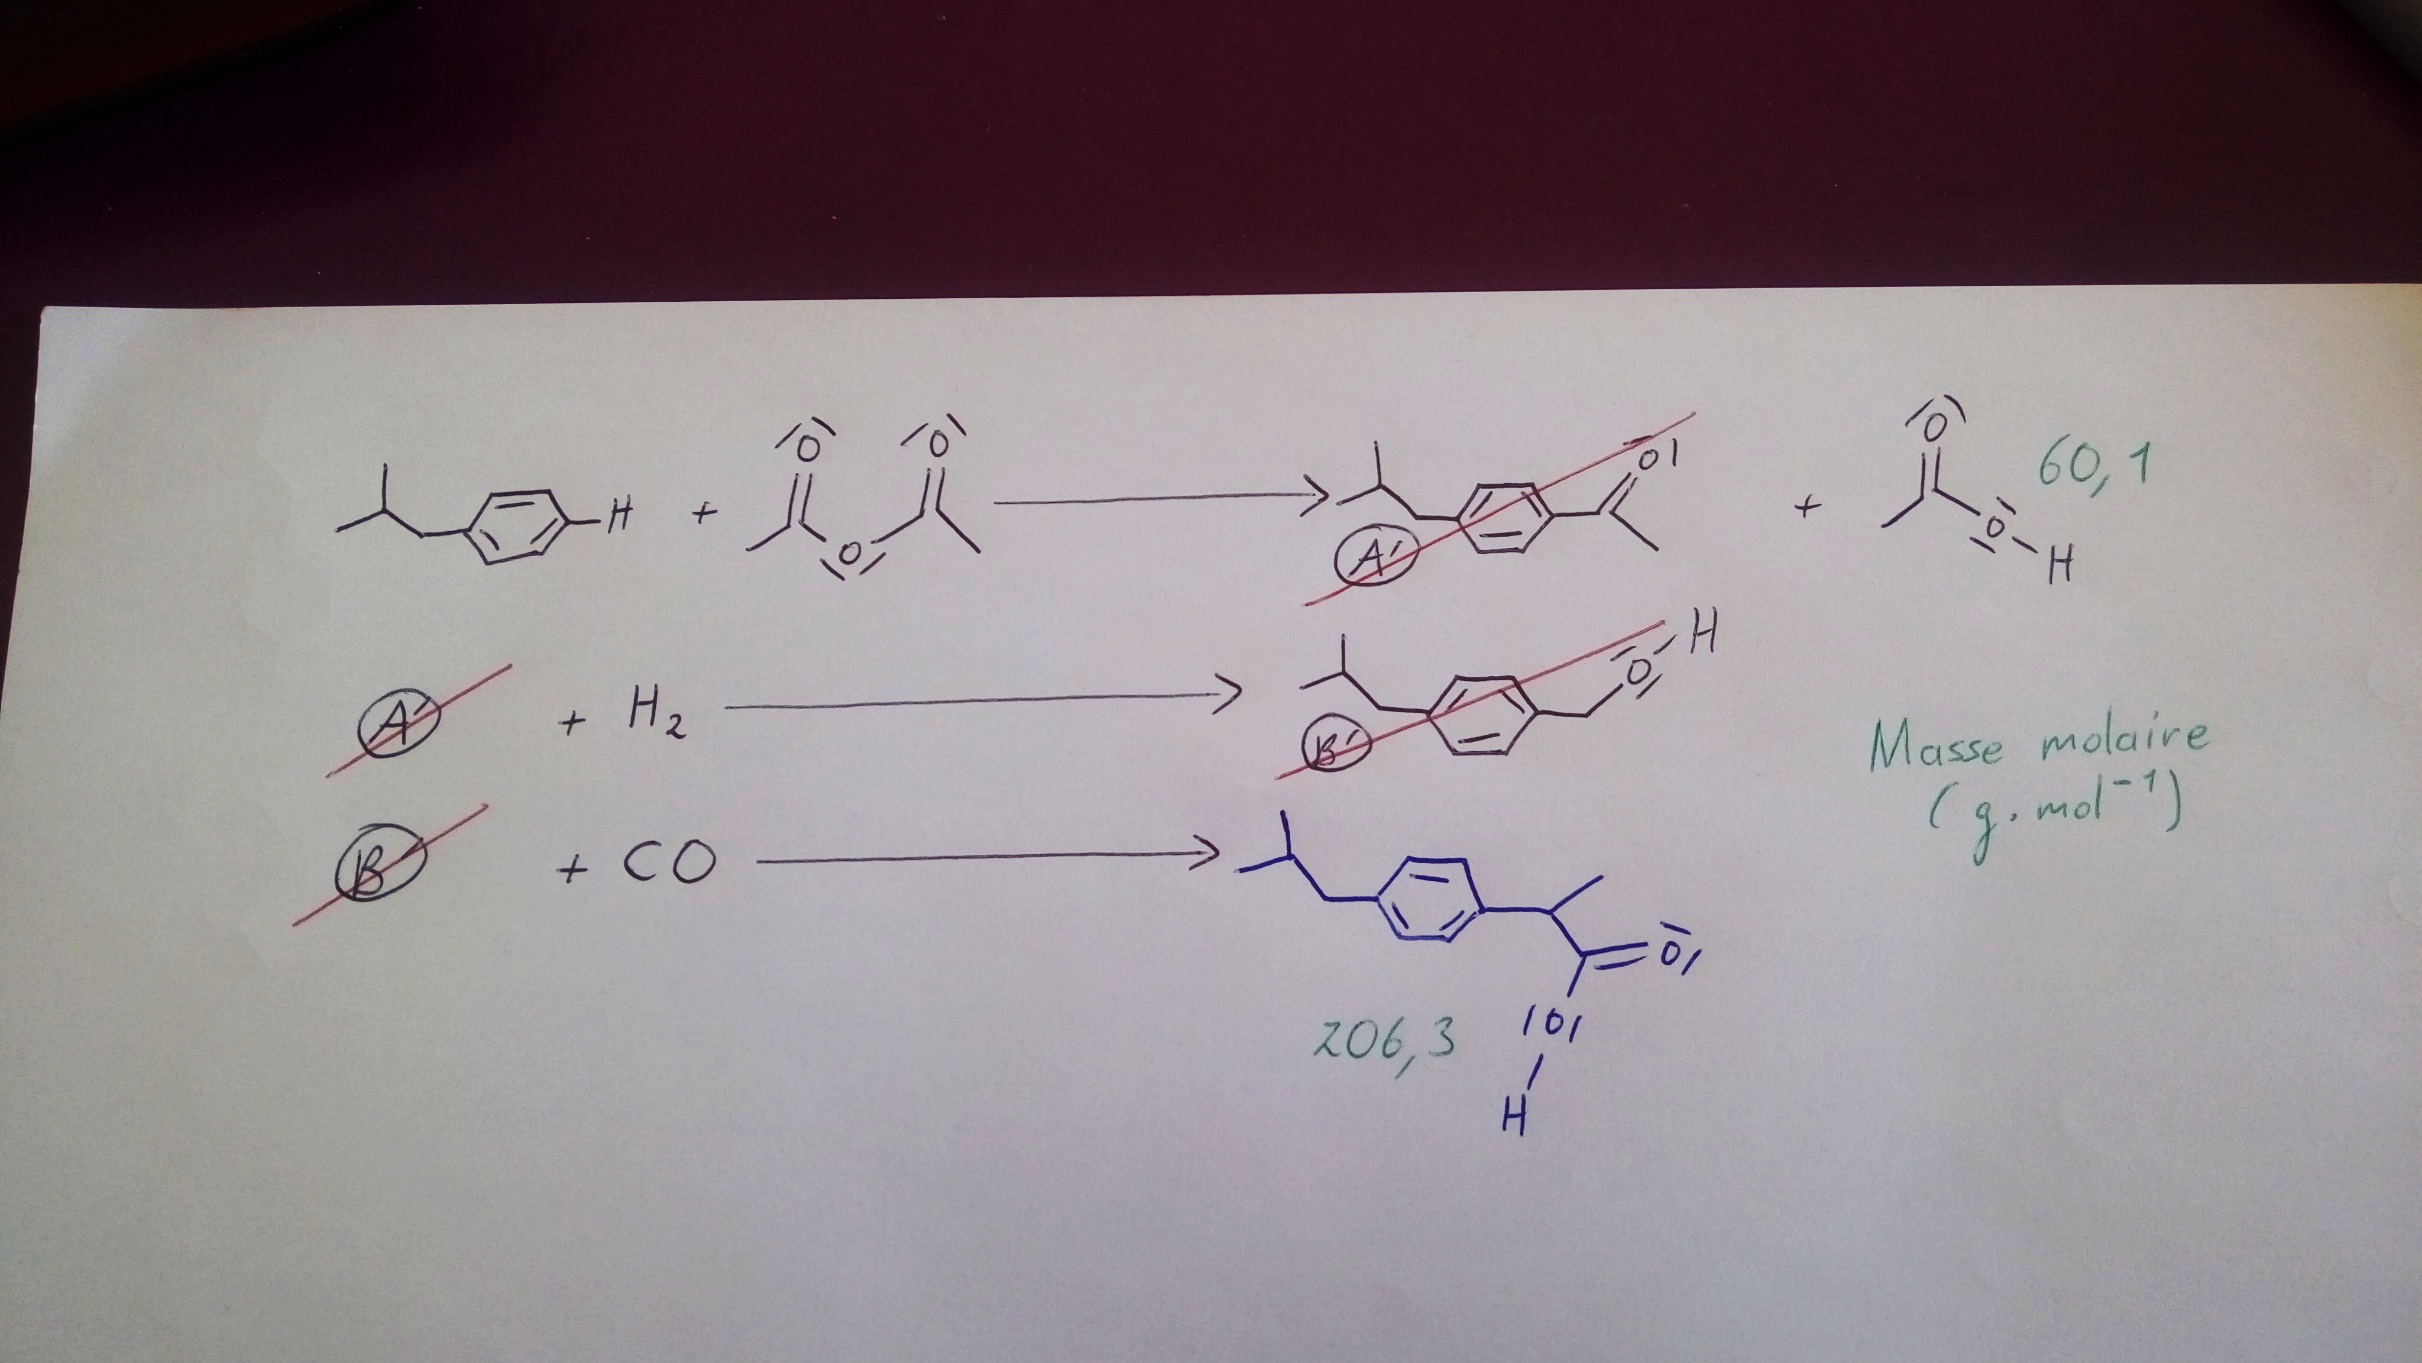 O O O O O
H + O A' + O H 60,1
A' + H2 B' O H
Masse molaire
(g.mol-1)
B' + CO
O
206,3 O
H